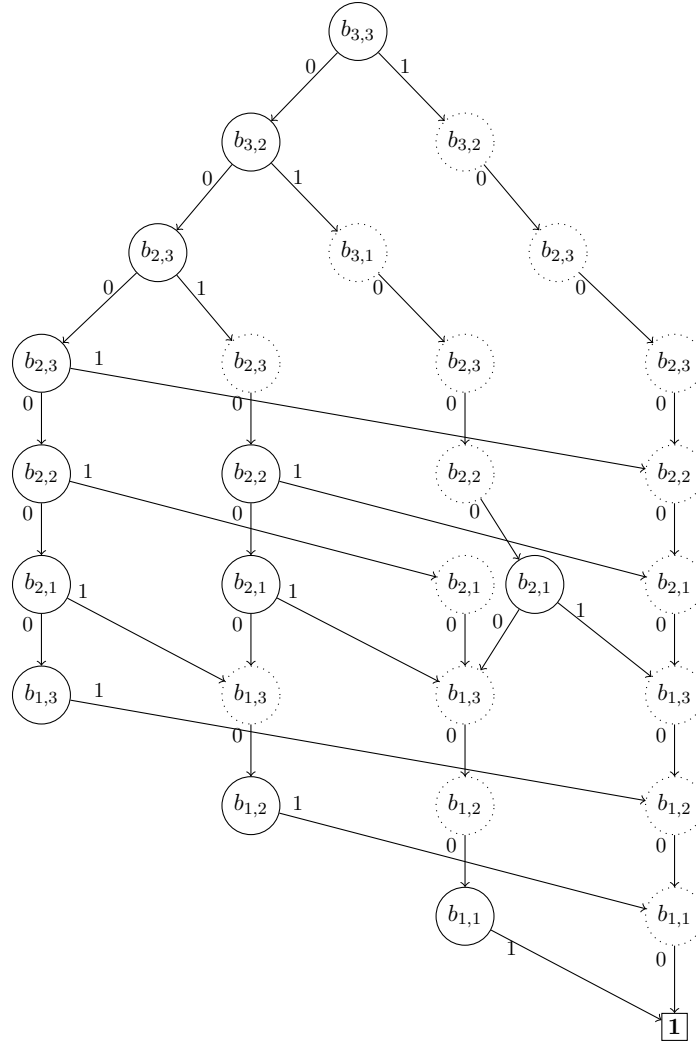 b3,3
0 1
b3,2 b3,2
0 1 0
b2,3 b3,1 b2,3
0 1 0 0
b2,3 1 b2,3 b2,3 b2,3
0 0 0 0
b2,2 1 b2,2 1 b2,2 b2,2
0 0 0 0
b2,1 1 b2,1 1 b2,1 b2,1 1 b2,1
0 0 0 0 0
b1,3 1 b1,3 b1,3 b1,3
0 0 0
b1,2 1 b1,2 b1,2
0 0
b1,1 b1,1
1 0
1